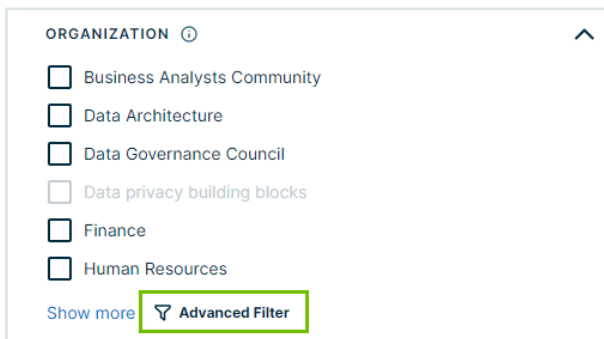 ORGANIZATION
Business Analysts Community
Data Architecture
Data Governance Council
Data privacy building blocks
Finance
Human Resources
Show more Advanced Filter